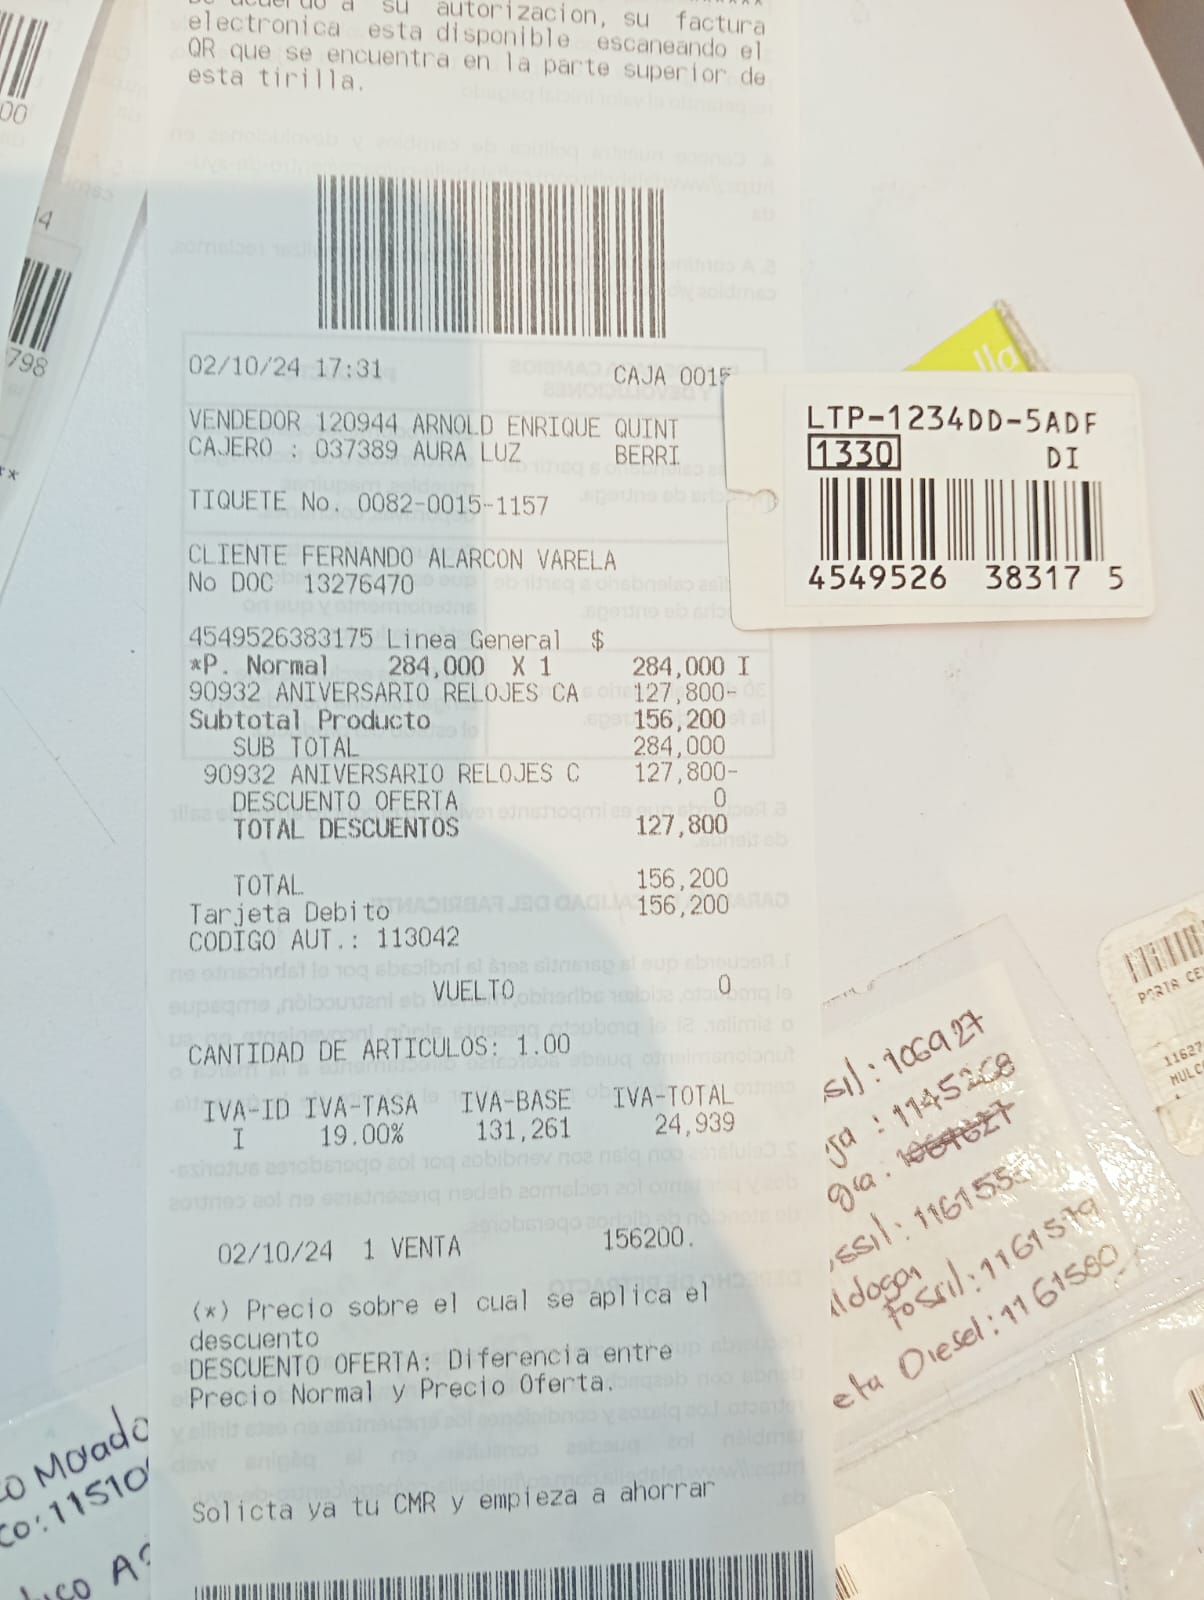 su autorizacion, su factura
electronica esta disponible escaneando el
QR que se encuentra en la parte superior de
esta tirilla.
02/10/24 17:31 CAJA 0015
VENDEDOR 120944 ARNOLD ENRIQUE QUINT
CAJERO : 037389 AURA LUZ BERRI
TIQUETE No. 0082-0015-1157
CLIENTE FERNANDO ALARCON VARELA
No DOC 13276470
4549526383175 Linea General $
*P. Normal 284,000 X 1 284,000 I
90932 ANIVERSARIO RELOJES CA 127,800-
Subtotal Producto 156,200
SUB TOTAL 284,000
90932 ANIVERSARIO RELOJES C 127,800-
DESCUENTO OFERTA 0
TOTAL DESCUENTOS 127,800
TOTAL 156,200
Tarjeta Debito 156,200
CODIGO AUT.: 113042
VUELTO 0
CANTIDAD DE ARTICULOS: 1.00
IVA-ID IVA-TASA IVA-BASE IVA-TOTAL
I 19.00% 131,261 24,939
02/10/24 1 VENTA 156200.
(*) Precio sobre el cual se aplica el
descuento
DESCUENTO OFERTA: Diferencia entre
Precio Normal y Precio Oferta.
Solicta ya tu CMR y empieza a ahorrar
LTP-1234DD-5ADF
1330 DI
4549526 38317 5
106927
1145268
1161579
Diesel: 1161580
798